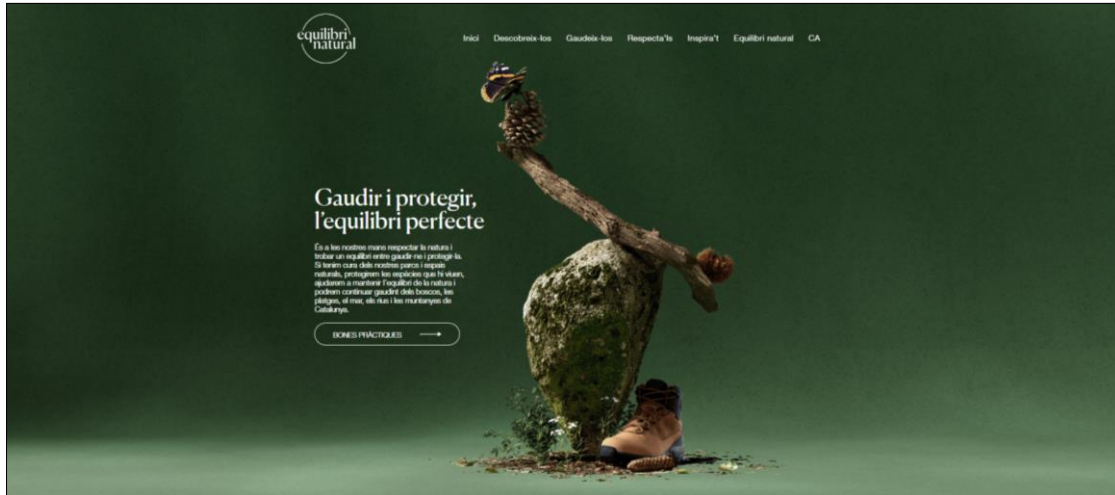 equilibri
natural
Inici Descobreix-los Gaudeix-los Respecta'ls Inspira't Equilibri natural CA
Gaudir i protegir,
l'equilibri perfecte
És a les nostres mans respectar la natura i
trobar un equilibri entre gaudir-ne i protegir-la.
Si tenim cura dels nostres parcs i espais
naturals, protegirem les espècies que hi viuen,
ajudarem a mantenir l'equilibri de la natura i
podrem continuar gaudint dels boscos, les
platges, el mar, els rius i les muntanyes de
Catalunya.
BONES PRÀCTIQUES